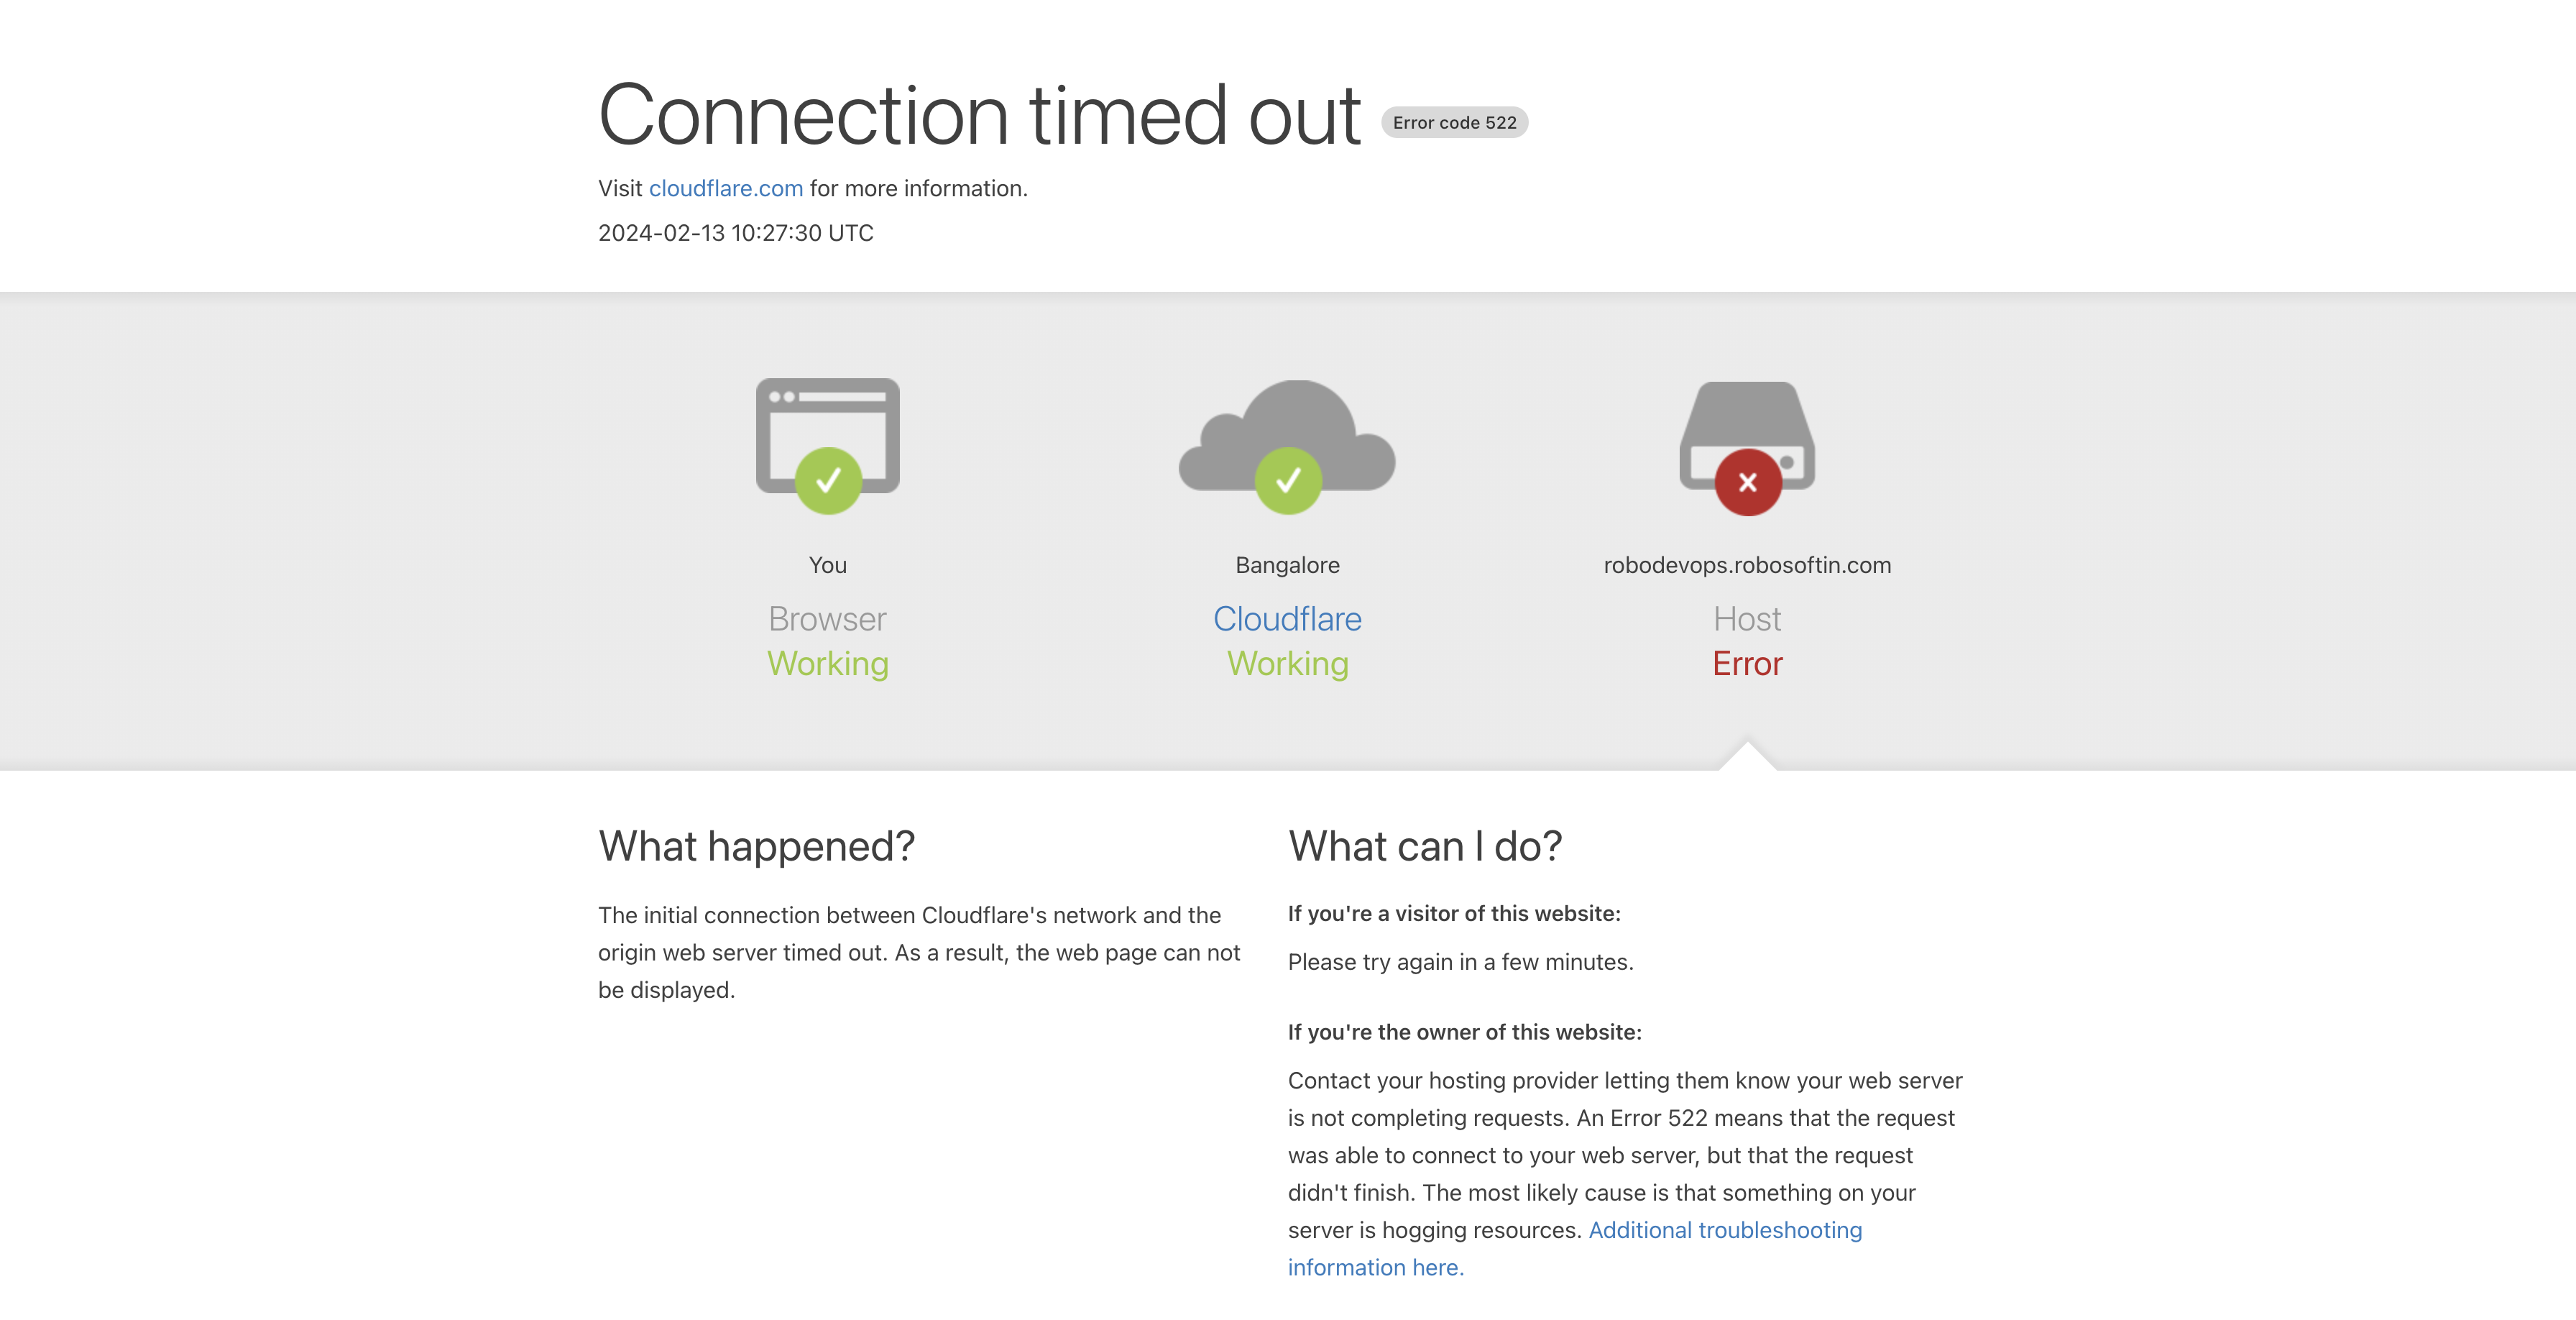 Connection timed out Error code 522
Visit cloudflare.com for more information.
2024-02-13 10:27:30 UTC
You
Browser
Working
Bangalore
Cloudflare
Working
robodevops.robosoftin.com
Host
Error
What happened?
The initial connection between Cloudflare's network and the
origin web server timed out. As a result, the web page can not
be displayed.
What can I do?
If you're a visitor of this website:
Please try again in a few minutes.
If you're the owner of this website:
Contact your hosting provider letting them know your web server
is not completing requests. An Error 522 means that the request
was able to connect to your web server, but that the request
didn't finish. The most likely cause is that something on your
server is hogging resources. Additional troubleshooting
information here.